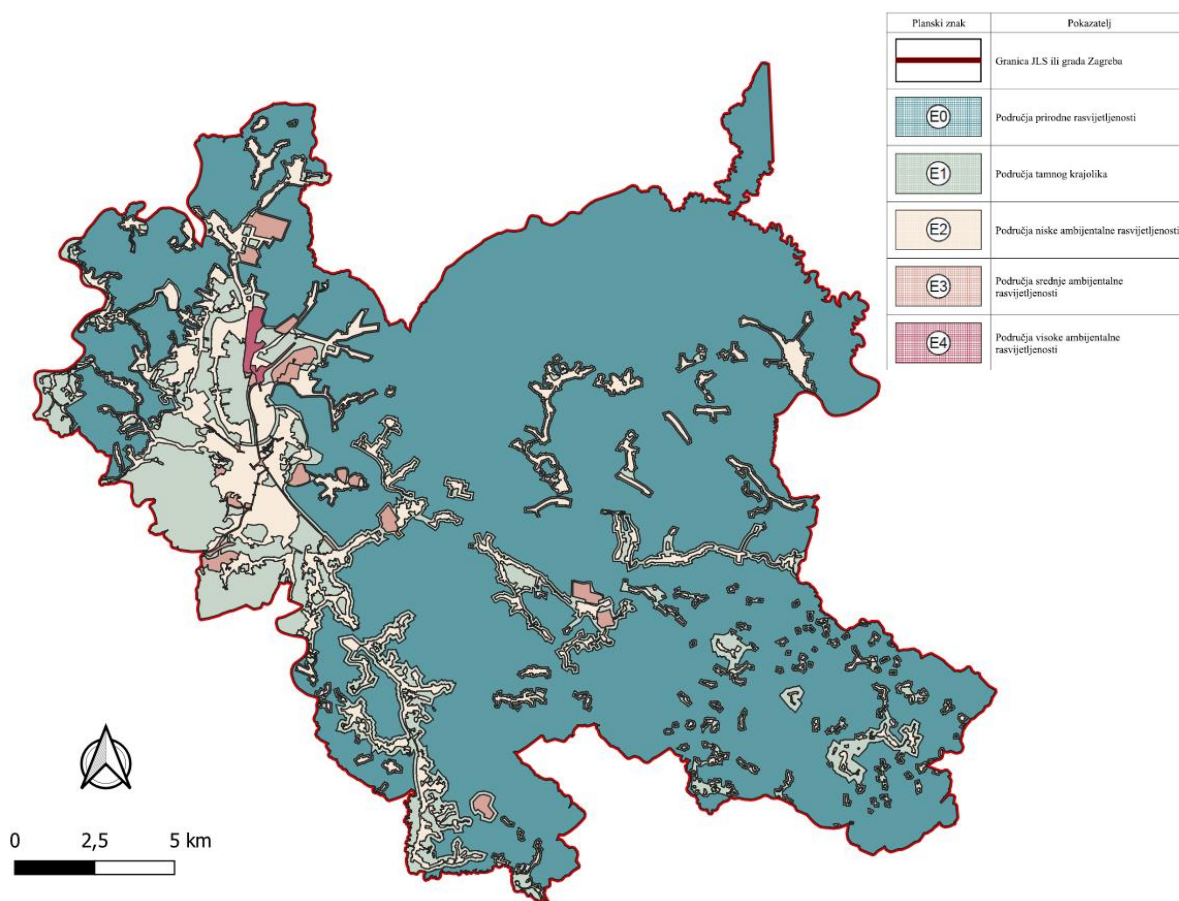 Planski znak Pokazatelj
Granica JLS ili grada Zagreba
E0 Područja prirodne rasvijetljenosti
E1 Područja tamnog krajolika
E2 Područja niske ambijentalne rasvijetljenosti
E3 Područja srednje ambijentalne
rasvijetljenosti
E4 Područja visoke ambijentalne
rasvijetljenosti
0 2,5 5 km